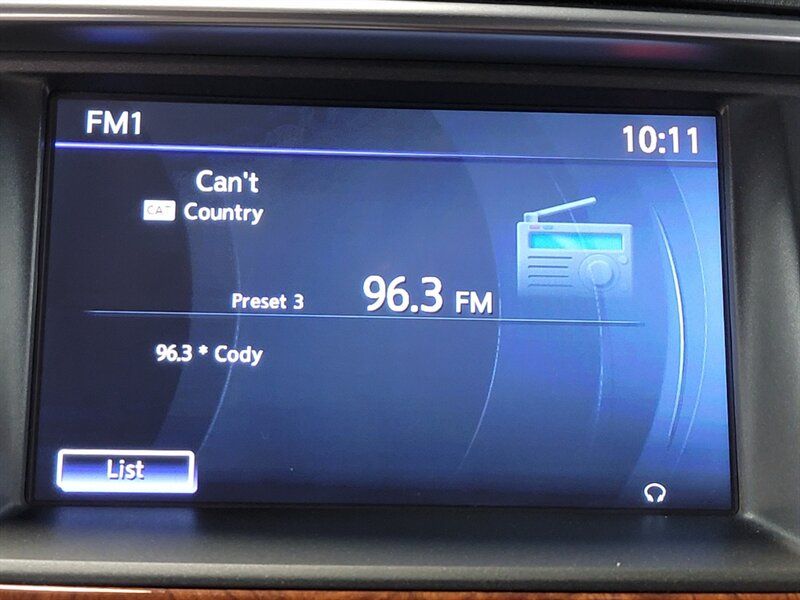 FM1
10:11
Can't
CAT Country
Preset 3 96.3 FM
96.3 * Cody
List